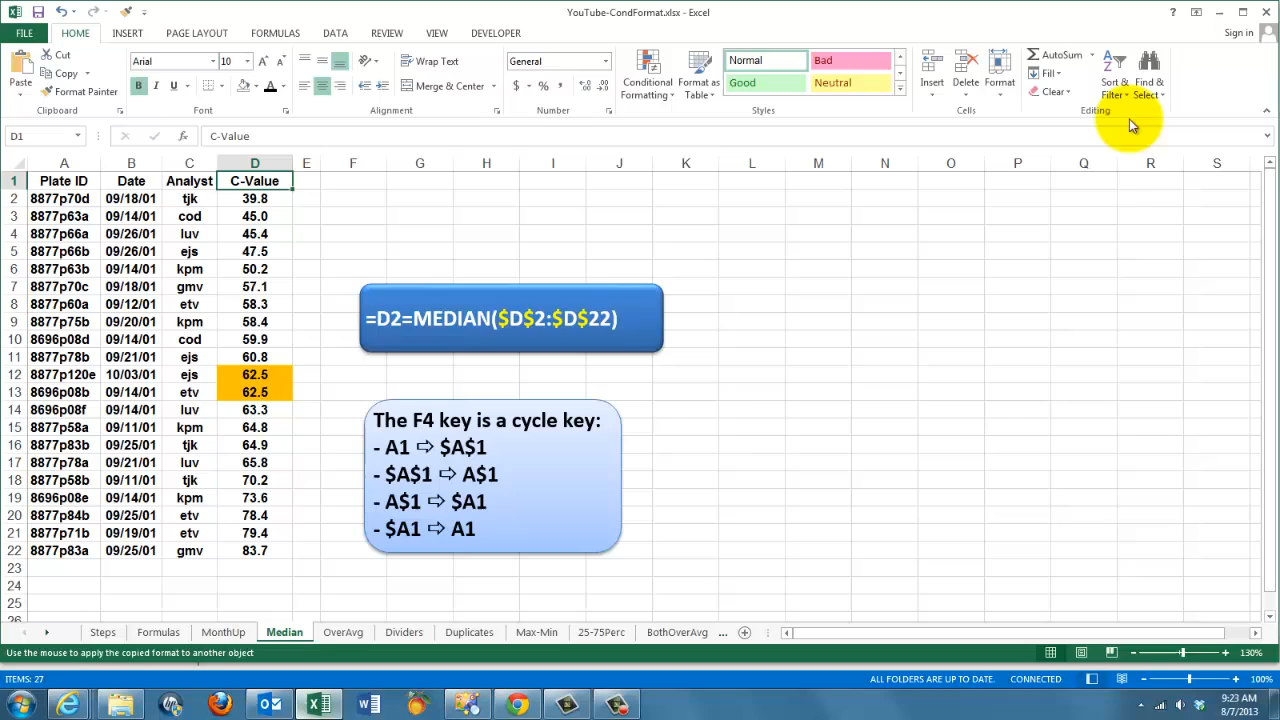 YouTube-CondFormat.xlsx - Excel
FILE HOME INSERT PAGE LAYOUT FORMULAS DATA REVIEW VIEW DEVELOPER Sign in
Paste
Cut
Copy
Format Painter
Clipboard
Arial 10
B I U
Font
Wrap Text
Merge & Center
Alignment
General
$ % ,
Number
Conditional Formatting
Format as Table
Normal Bad
Good Neutral
Styles
Insert Delete Format
Cells
AutoSum
Fill
Clear
Sort & Filter
Find & Select
Editing
D1 fx C-Value
A B C D E F G H I J K L M N O P Q R S
1 Plate ID Date Analyst C-Value
2 8877p70d 09/18/01 tjk 39.8
3 8877p63a 09/14/01 cod 45.0
4 8877p66a 09/26/01 luv 45.4
5 8877p66b 09/26/01 ejs 47.5
6 8877p63b 09/14/01 kpm 50.2
7 8877p70c 09/18/01 gmv 57.1
8 8877p60a 09/12/01 etv 58.3
9 8877p75b 09/20/01 kpm 58.4
10 8696p08d 09/14/01 cod 59.9
11 8877p78b 09/21/01 ejs 60.8
12 8877p120e 10/03/01 ejs 62.5
13 8696p08b 09/14/01 etv 62.5
14 8696p08f 09/14/01 luv 63.3
15 8877p58a 09/11/01 kpm 64.8
16 8877p83b 09/25/01 tjk 64.9
17 8877p78a 09/21/01 luv 65.8
18 8877p58b 09/11/01 tjk 70.2
19 8696p08e 09/14/01 kpm 73.6
20 8877p84b 09/25/01 etv 78.4
21 8877p71b 09/19/01 etv 79.4
22 8877p83a 09/25/01 gmv 83.7
23
24
25
26
=D2=MEDIAN($D$2:$D$22)
The F4 key is a cycle key:
- A1 ⇨ $A$1
- $A$1 ⇨ A$1
- A$1 ⇨ $A1
- $A1 ⇨ A1
Steps Formulas MonthUp Median OverAvg Dividers Duplicates Max-Min 25-75Perc BothOverAvg ...
Use the mouse to apply the copied format to another object 130%
ITEMS: 27 ALL FOLDERS ARE UP TO DATE. CONNECTED 100%
9:23 AM
8/7/2013